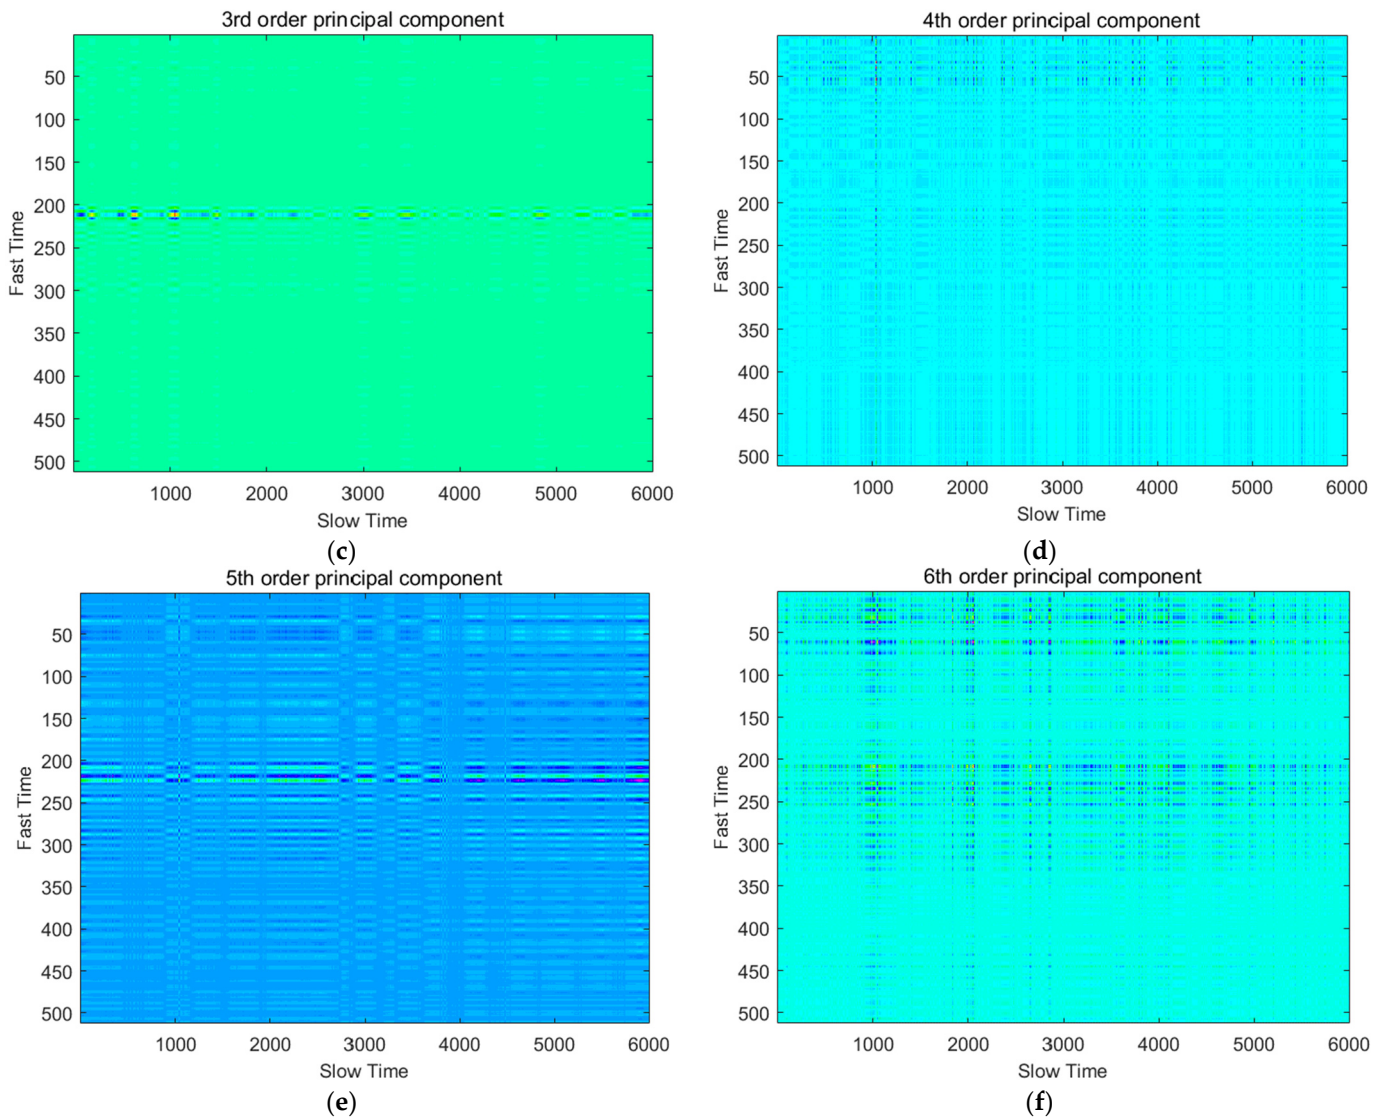 3rd order principal component
50
100
150
200
250
300
350
400
450
500
Fast Time
1000 2000 3000 4000 5000 6000
Slow Time
(c)
4th order principal component
50
100
150
200
250
300
350
400
450
500
Fast Time
1000 2000 3000 4000 5000 6000
Slow Time
(d)
5th order principal component
50
100
150
200
250
300
350
400
450
500
Fast Time
1000 2000 3000 4000 5000 6000
Slow Time
(e)
6th order principal component
50
100
150
200
250
300
350
400
450
500
Fast Time
1000 2000 3000 4000 5000 6000
Slow Time
(f)